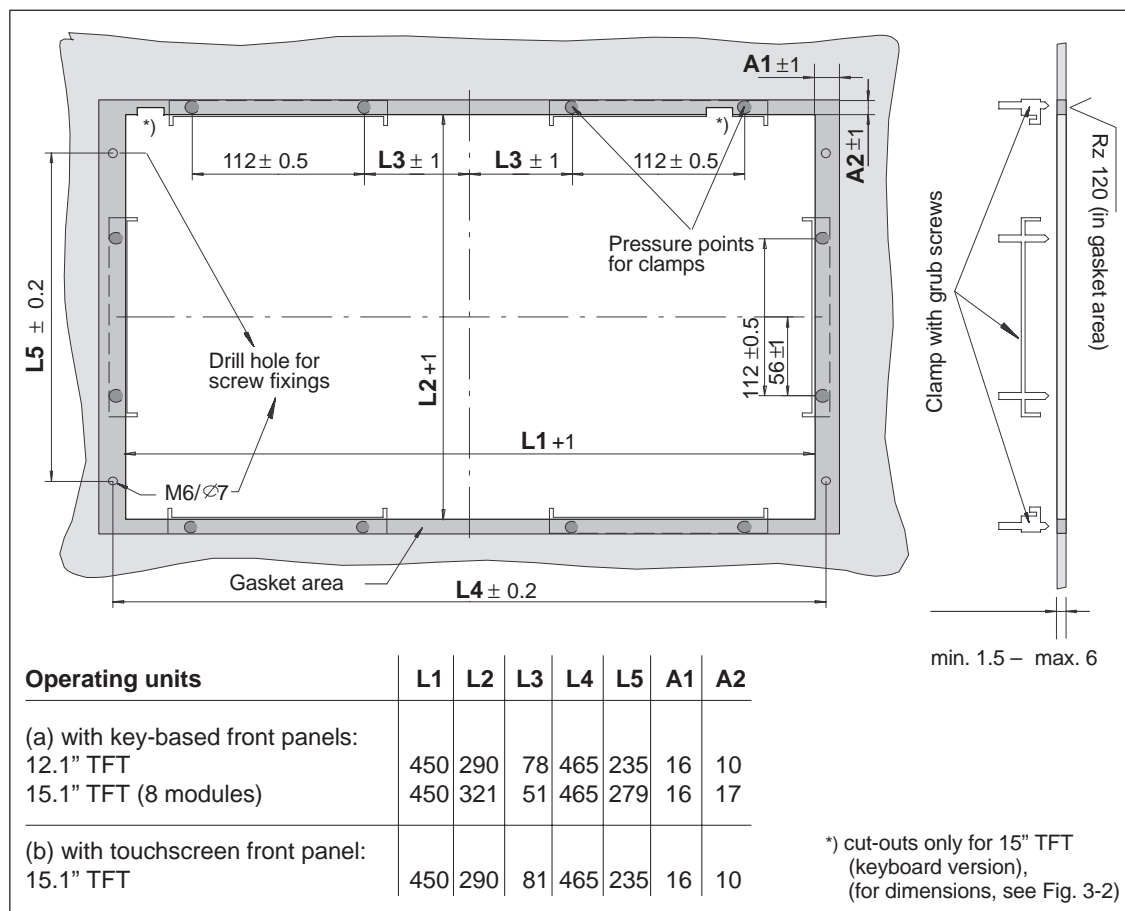 A1 ±1
*)
*)
112 ± 0.5
L3 ± 1
L3 ± 1
112 ± 0.5
A2 ±1
Rz 120 (in gasket area)
Pressure points
for clamps
Clamp with grub screws
L5 ± 0.2
Drill hole for
screw fixings
L2 +1
112 ±0.5
56 ±1
L1 +1
M6/∅7
Gasket area
L4 ± 0.2
min. 1.5 – max. 6
Operating units L1 L2 L3 L4 L5 A1 A2
(a) with key-based front panels:
12.1” TFT 450 290 78 465 235 16 10
15.1” TFT (8 modules) 450 321 51 465 279 16 17
(b) with touchscreen front panel:
15.1” TFT 450 290 81 465 235 16 10
*) cut-outs only for 15” TFT
(keyboard version),
(for dimensions, see Fig. 3-2)